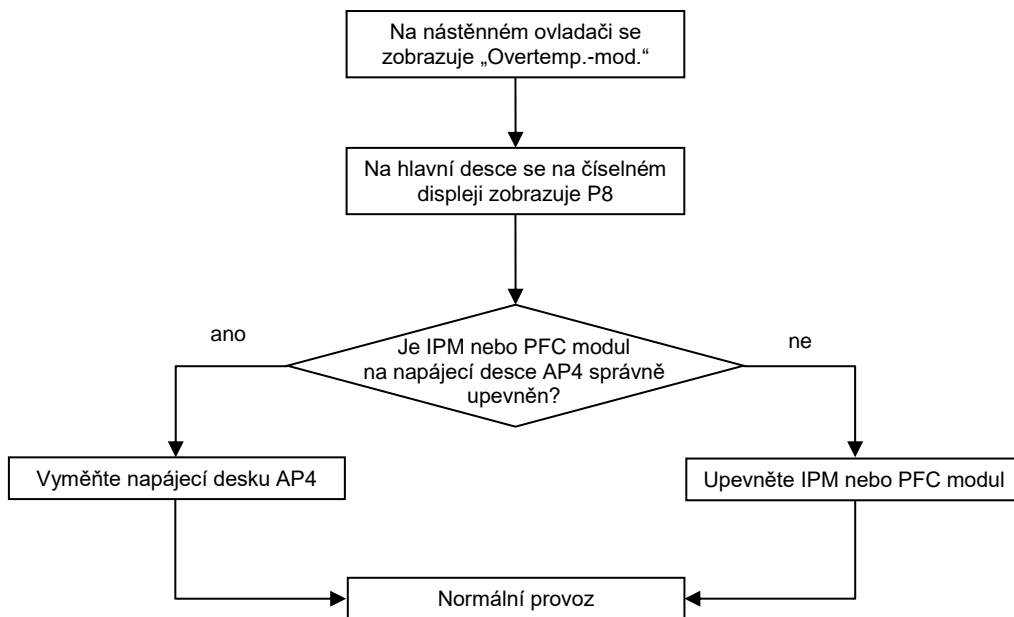 Na nástěnném ovladači se
zobrazuje „Overtemp.-mod.“
Na hlavní desce se na číselném
displeji zobrazuje P8
ano
ne
Je IPM nebo PFC modul
na napájecí desce AP4 správně
upevněn?
Vyměňte napájecí desku AP4
Upevněte IPM nebo PFC modul
Normální provoz